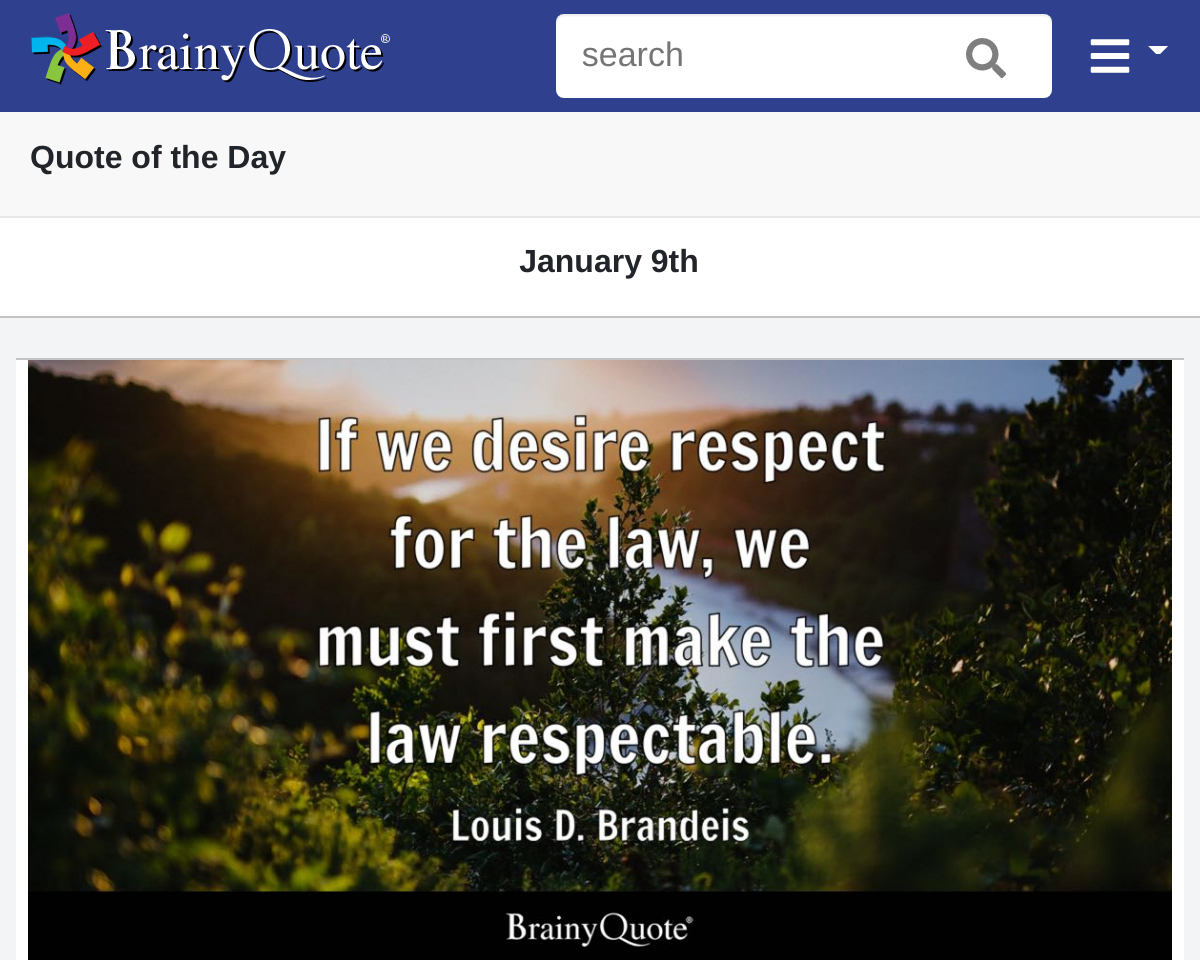 BrainyQuote®
search
Quote of the Day
January 9th
If we desire respect
for the law, we
must first make the
law respectable.
Louis D. Brandeis
BrainyQuote®